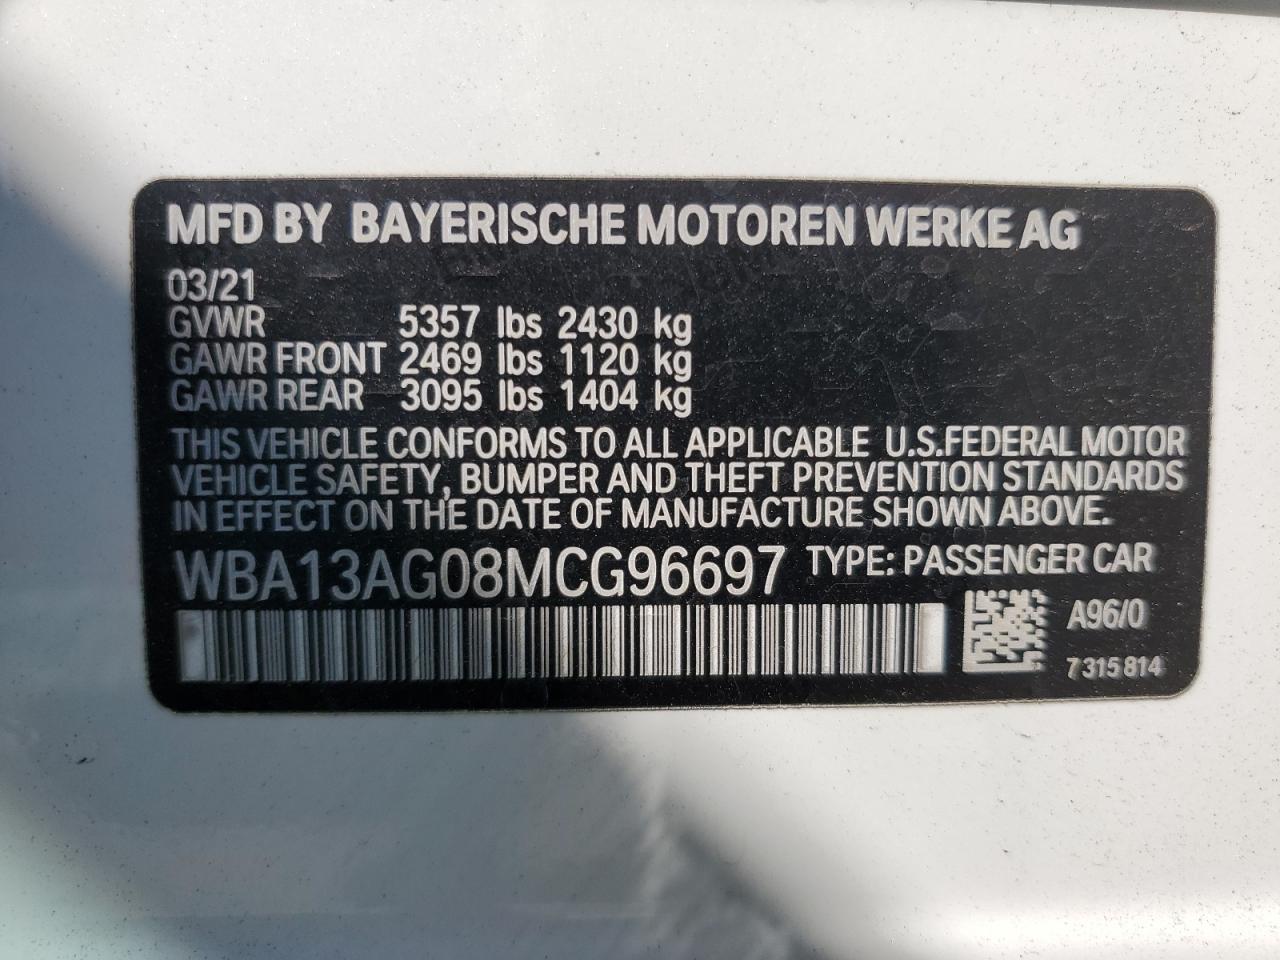 MFD BY BAYERISCHE MOTOREN WERKE AG
03/21
GVWR 5357 lbs 2430 kg
GAWR FRONT 2469 lbs 1120 kg
GAWR REAR 3095 lbs 1404 kg
THIS VEHICLE CONFORMS TO ALL APPLICABLE U.S.FEDERAL MOTOR
VEHICLE SAFETY, BUMPER AND THEFT PREVENTION STANDARDS
IN EFFECT ON THE DATE OF MANUFACTURE SHOWN ABOVE.
WBA13AG08MCG96697 TYPE: PASSENGER CAR
A96/0
7 315 814